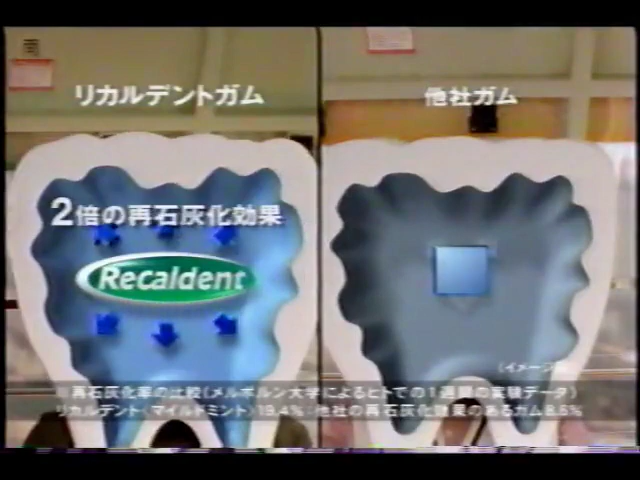 リカルデントガム
他社ガム
2倍の再石灰化効果
Recaldent
(イメージ図)
※再石灰化率の比較(メルボルン大学によるヒトでの1週間の実験データ)
リカルデント〈マイルドミント〉19.4% 他社の再石灰化効果のあるガム8.5%